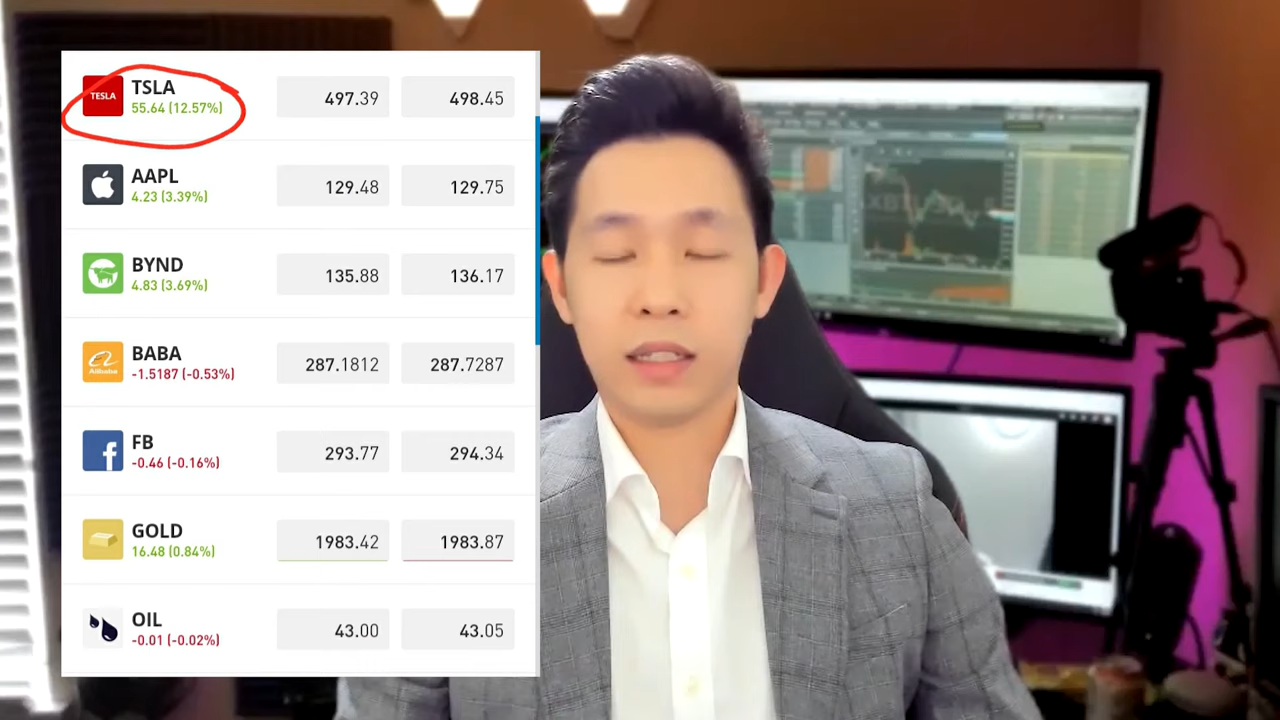 TESLA
TSLA
55.64 (12.57%)
497.39 498.45
AAPL
4.23 (3.39%)
129.48 129.75
BYND
4.83 (3.69%)
135.88 136.17
Alibaba
BABA
-1.5187 (-0.53%)
287.1812 287.7287
f
FB
-0.46 (-0.16%)
293.77 294.34
GOLD
16.48 (0.84%)
1983.42 1983.87
OIL
-0.01 (-0.02%)
43.00 43.05